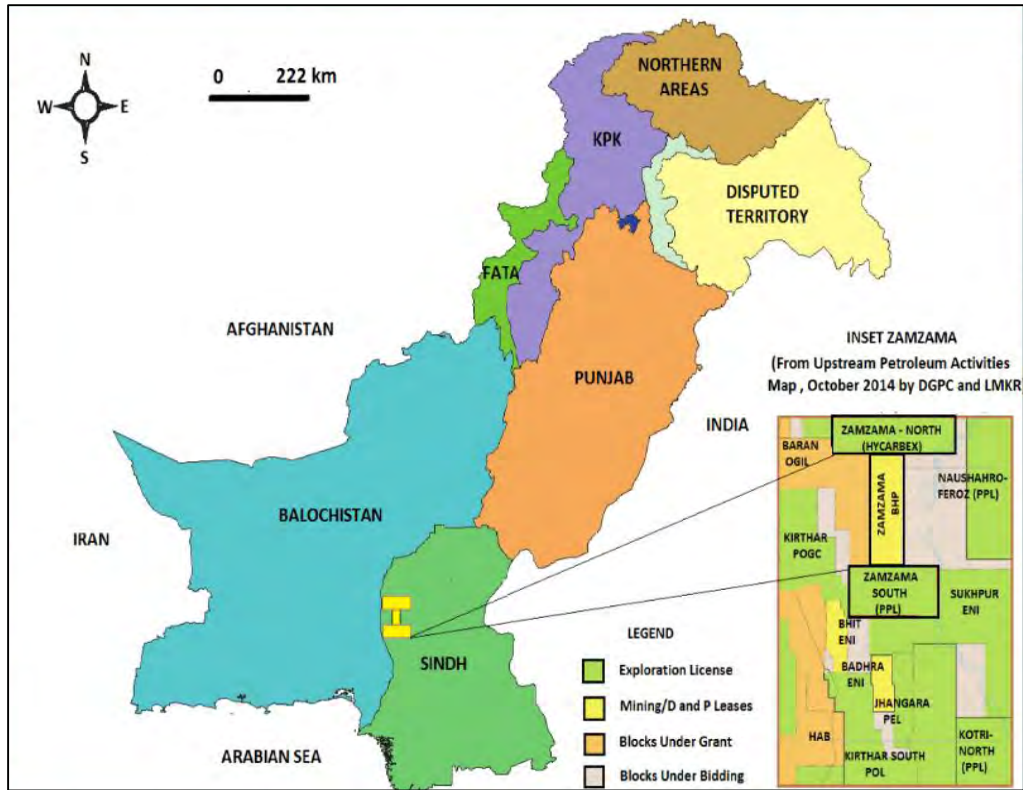 N
W
E
S
0 222 km
NORTHERN
AREAS
KPK
DISPUTED
TERRITORY
FATA
AFGHANISTAN
PUNJAB
INDIA
BALOCHISTAN
IRAN
SINDH
ARABIAN SEA
INSET ZAMZAMA
(From Upstream Petroleum Activities
Map , October 2014 by DGPC and LMKR
ZAMZAMA - NORTH
(HYCARBEX)
BARAN
OGIL
ZAMZAMA
BHP
NAUSHAHRO-
FEROZ (PPL)
KIRTHAR
POGC
ZAMZAMA
SOUTH
(PPL)
SUKHPUR
ENI
BHIT
ENI
BADHRA
ENI
JHANGARA
PEL
HAB
KIRTHAR SOUTH
POL
KOTRI-
NORTH (PPL)
LEGEND
Exploration License
Mining/D and P Leases
Blocks Under Grant
Blocks Under Bidding